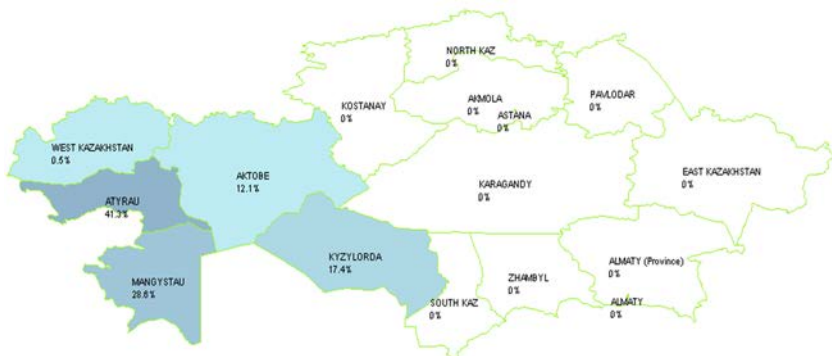 NORTH KAZ
0%
KOSTANAY
0%
AKMOLA
0%
ASTANA
0%
PAVLODAR
0%
WEST KAZAKHSTAN
0.5%
AKTOBE
12.1%
KARAGANDY
0%
EAST KAZAKHSTAN
0%
ATYRAU
41.3%
KYZYLORDA
17.4%
MANGYSTAU
28.6%
SOUTH KAZ
0%
ZHAMBYL
0%
ALMATY (Province)
0%
ALMATY
0%